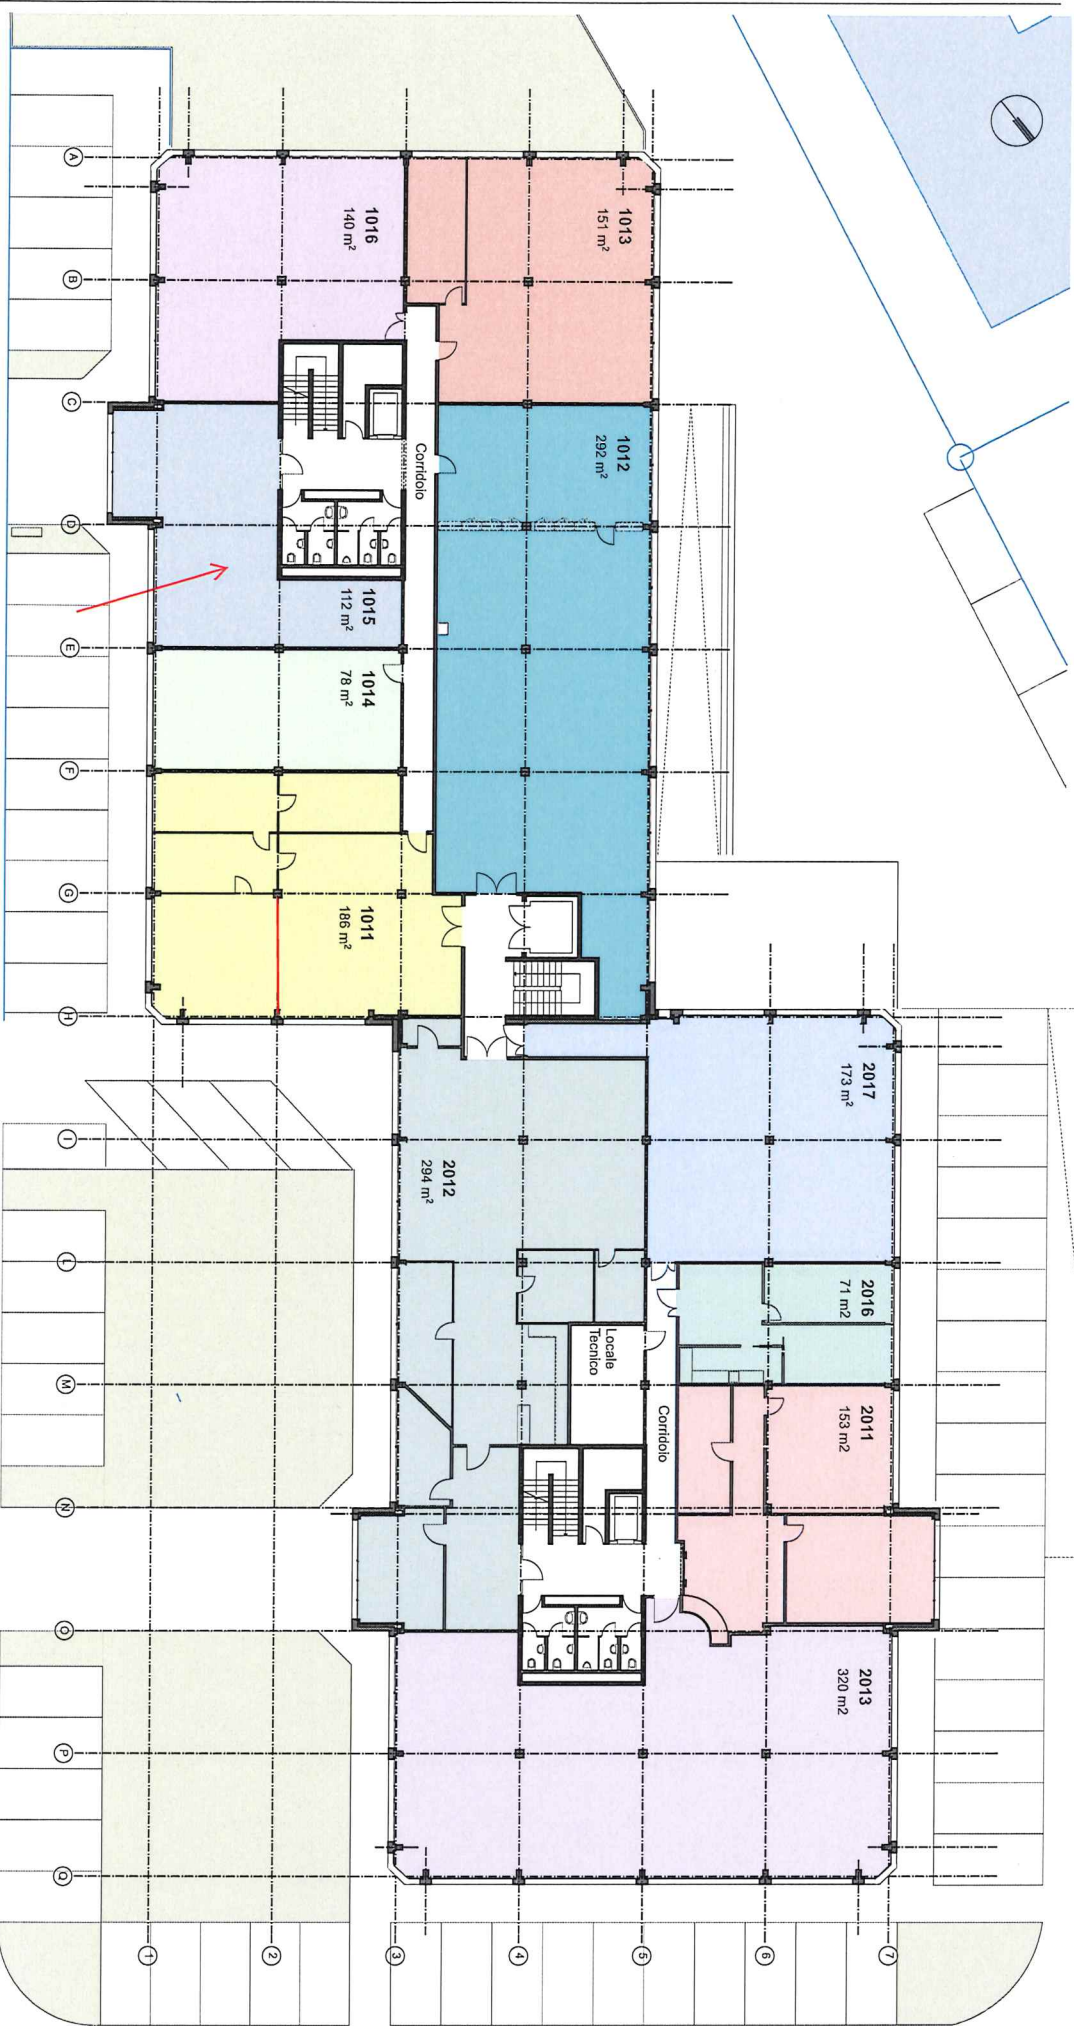 A
B
C
D
E
F
G
H
I
L
M
N
O
P
Q
1
2
3
4
5
6
7
1016
140 m²
1013
151 m²
1012
292 m²
Corridoio
1015
112 m²
1014
78 m²
1011
186 m²
2017
173 m²
2012
294 m²
2016
71 m2
Locale
Tecnico
Corridoio
2011
153 m2
2013
320 m2